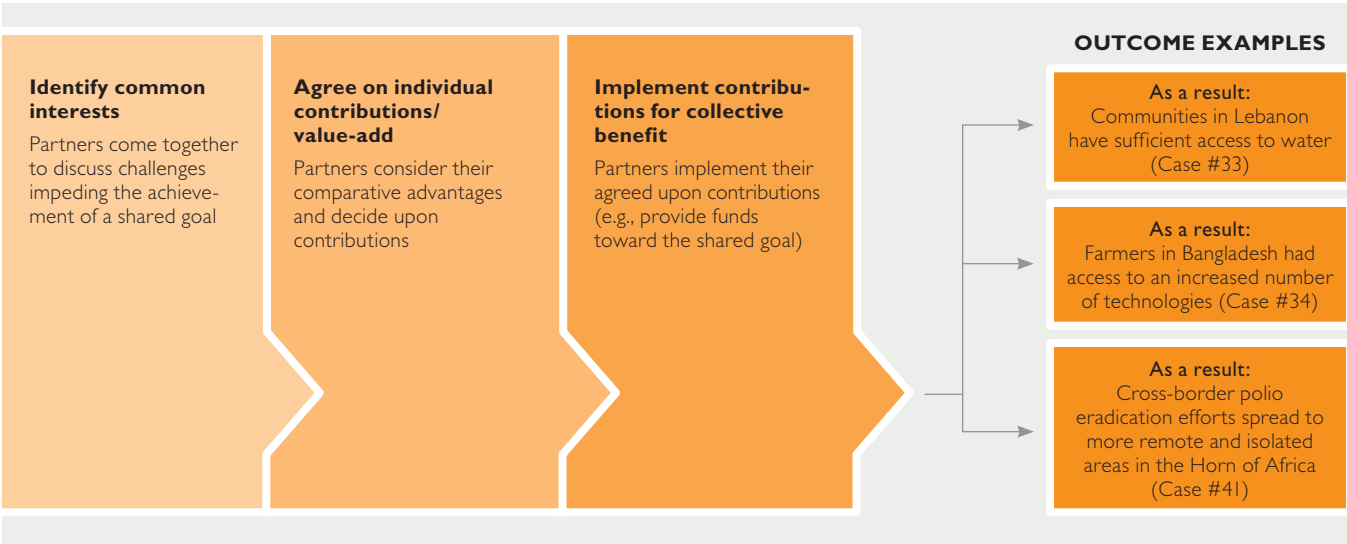 Identify common
interests
Partners come together
to discuss challenges
impeding the achieve-
ment of a shared goal
Agree on individual
contributions/
value-add
Partners consider their
comparative advantages
and decide upon
contributions
Implement contribu-
tions for collective
benefit
Partners implement their
agreed upon contributions
(e.g., provide funds
toward the shared goal)
OUTCOME EXAMPLES
As a result:
Communities in Lebanon
have sufficient access to water
(Case #33)
As a result:
Farmers in Bangladesh had
access to an increased number
of technologies (Case #34)
As a result:
Cross-border polio
eradication efforts spread to
more remote and isolated
areas in the Horn of Africa
(Case #41)